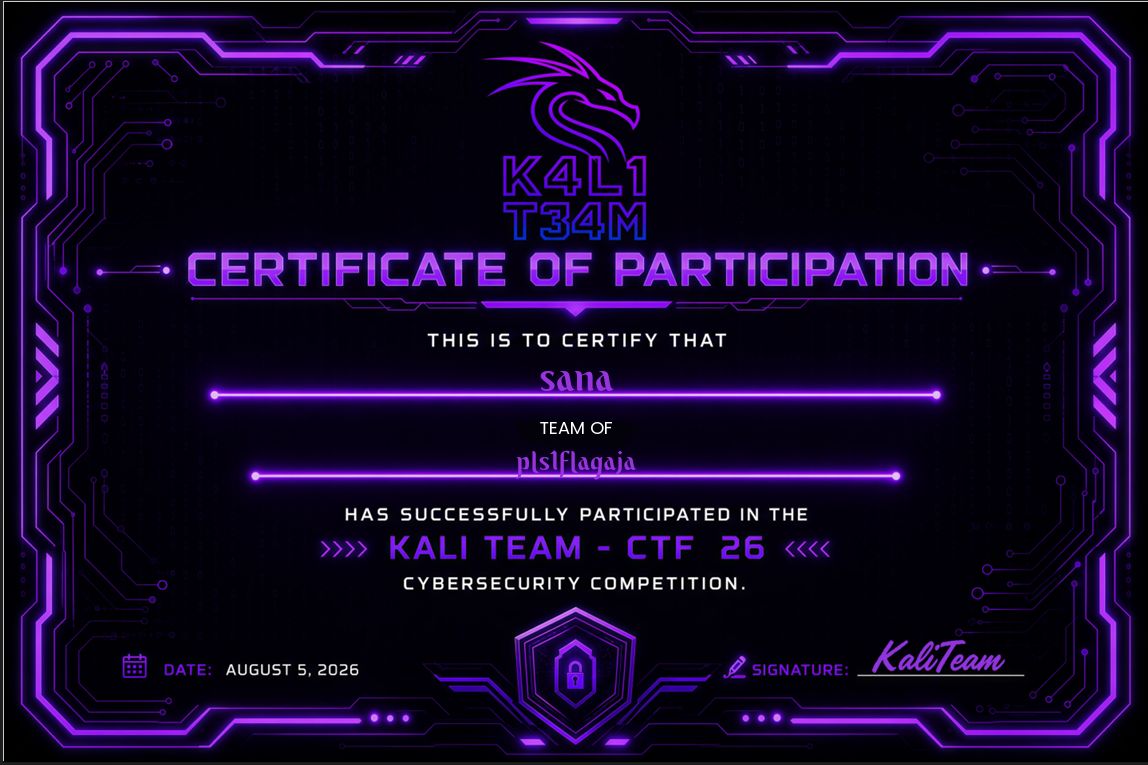 K4L1
T34M
CERTIFICATE OF PARTICIPATION
THIS IS TO CERTIFY THAT
sana
TEAM OF
pls1flagaja
HAS SUCCESSFULLY PARTICIPATED IN THE
>>>> KALI TEAM - CTF 26 <<<<
CYBERSECURITY COMPETITION.
DATE: AUGUST 5, 2026
SIGNATURE: KaliTeam